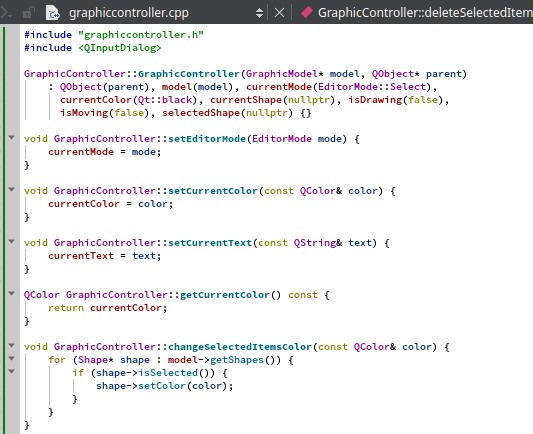 graphiccontroller.cpp
GraphicController::deleteSelectedItem
#include "graphiccontroller.h"
#include <QInputDialog>
GraphicController::GraphicController(GraphicModel* model, QObject* parent)
    : QObject(parent), model(model), currentMode(EditorMode::Select),
      currentColor(Qt::black), currentShape(nullptr), isDrawing(false),
      isMoving(false), selectedShape(nullptr) {}
void GraphicController::setEditorMode(EditorMode mode) {
    currentMode = mode;
}
void GraphicController::setCurrentColor(const QColor& color) {
    currentColor = color;
}
void GraphicController::setCurrentText(const QString& text) {
    currentText = text;
}
QColor GraphicController::getCurrentColor() const {
    return currentColor;
}
void GraphicController::changeSelectedItemsColor(const QColor& color) {
    for (Shape* shape : model->getShapes()) {
        if (shape->isSelected()) {
            shape->setColor(color);
        }
    }
}